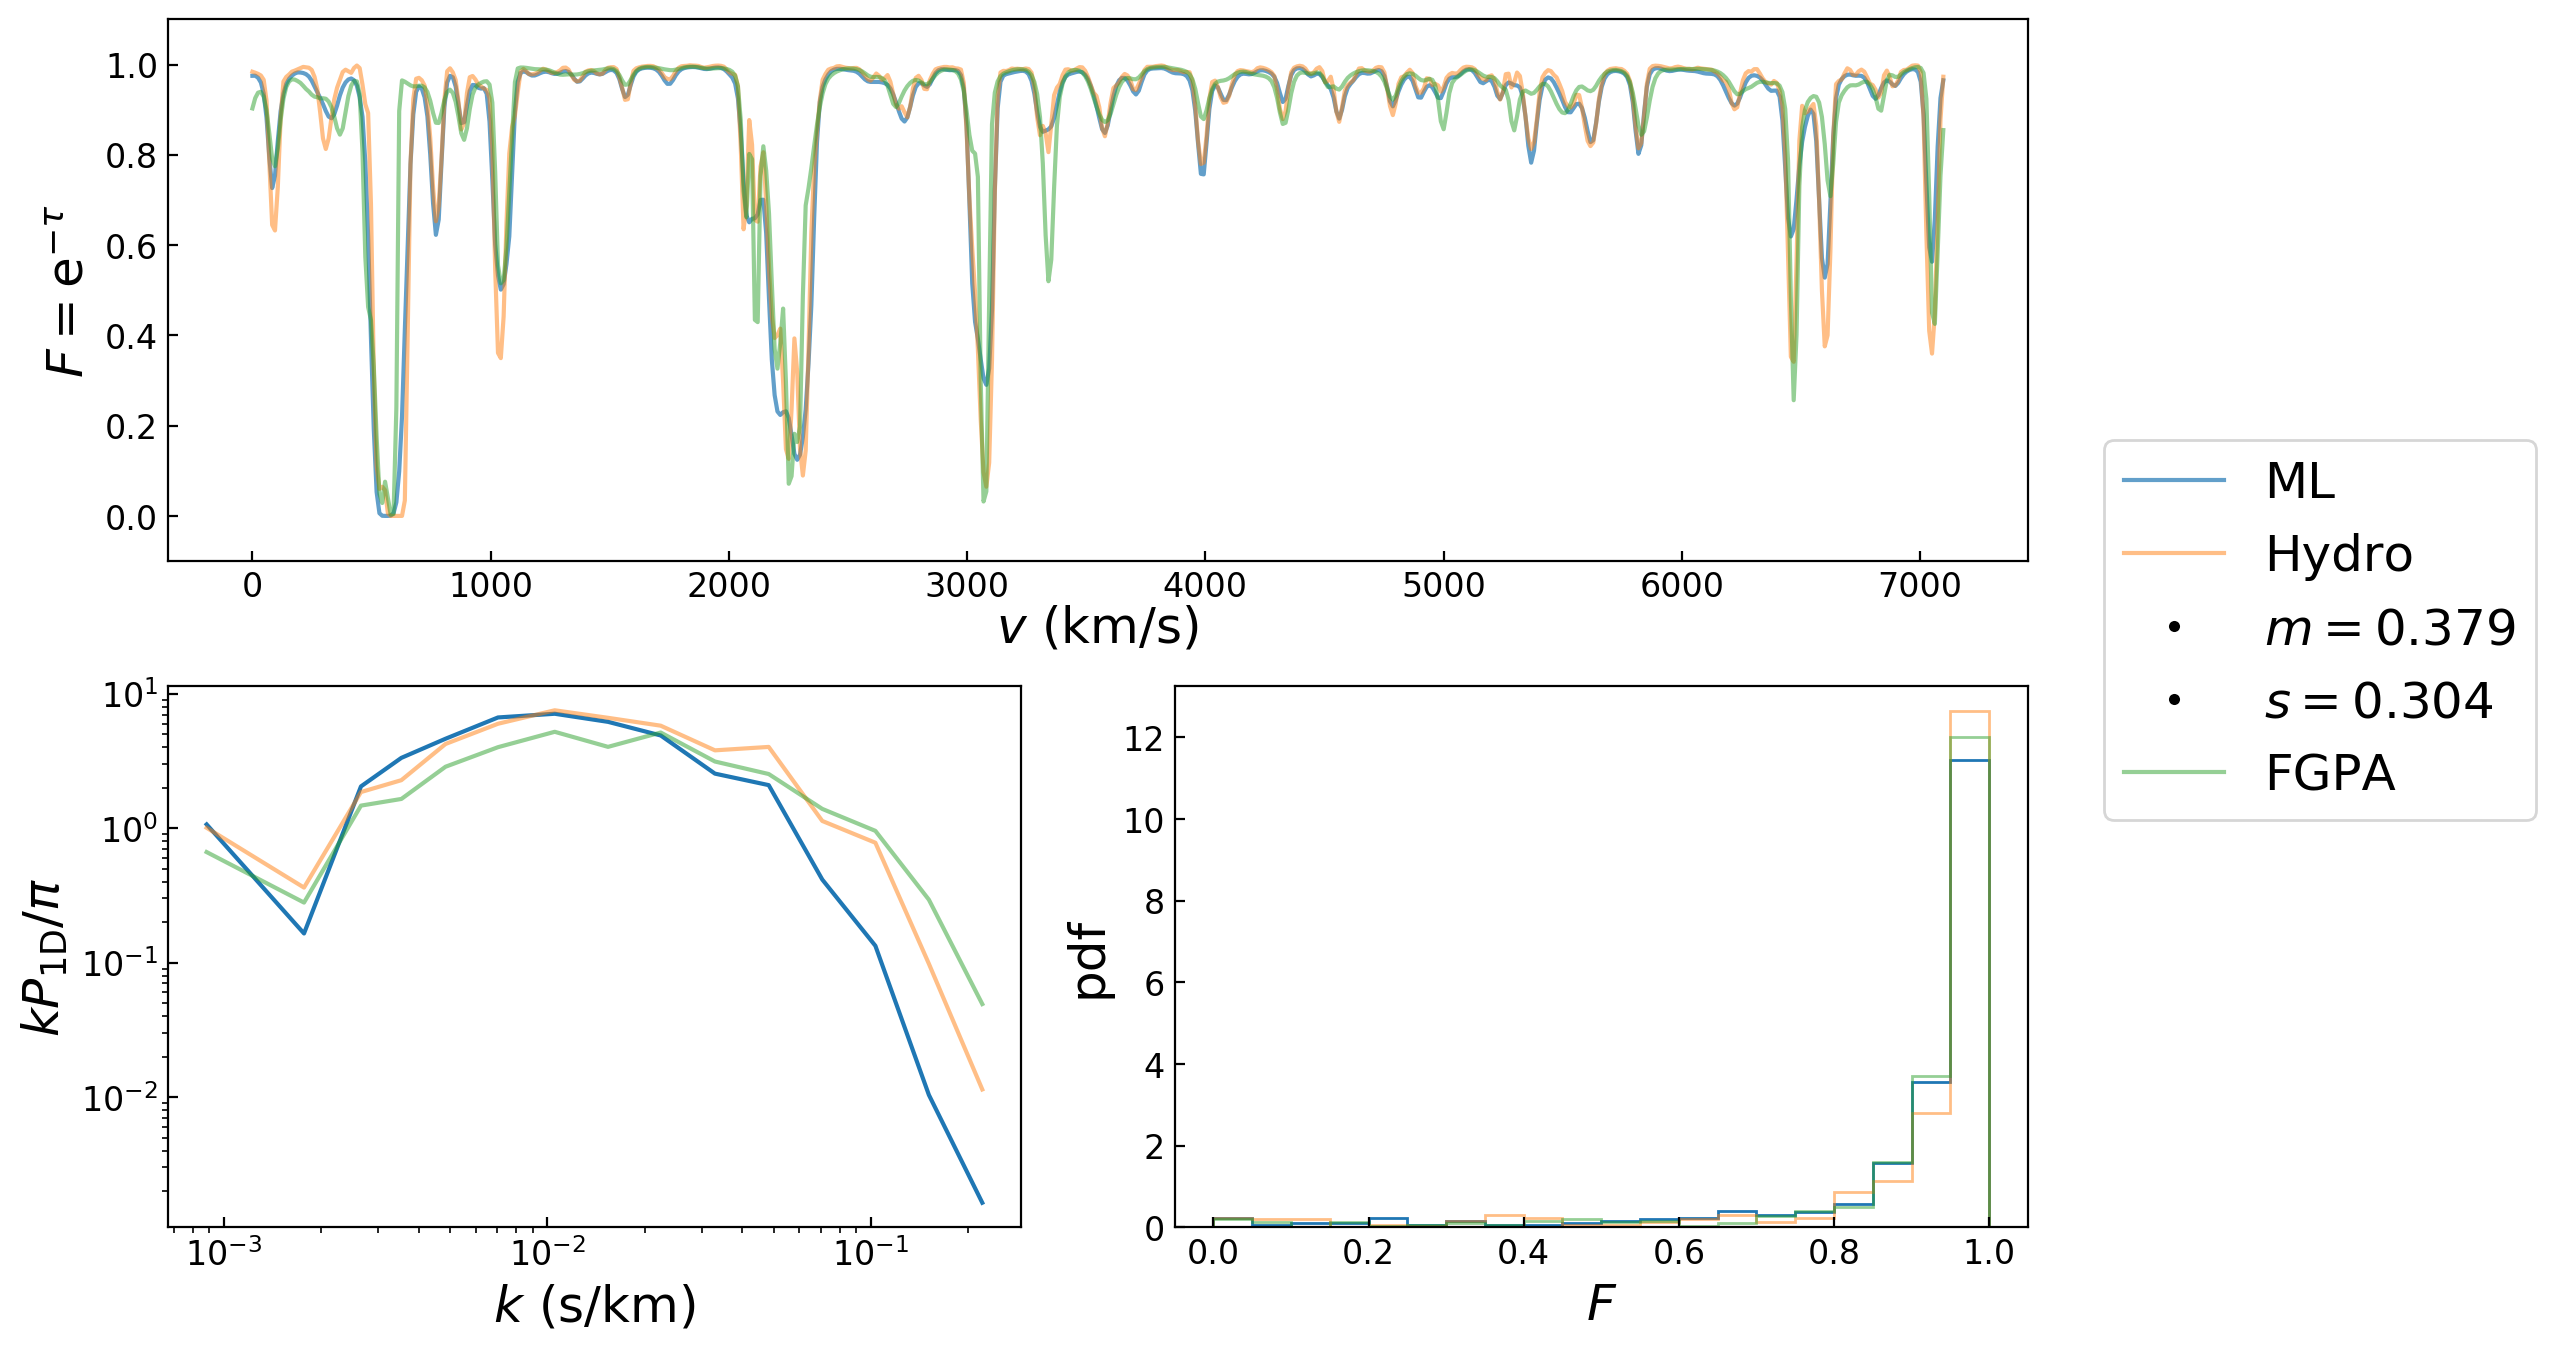 F = e^{−τ}
1.0
0.8
0.6
0.4
0.2
0.0
0 1000 2000 3000 4000 5000 6000 7000
v (km/s)
ML
Hydro
m = 0.379
s = 0.304
FGPA
kP_{1D}/π
10^1
10^0
10^{−1}
10^{−2}
10^{−3} 10^{−2} 10^{−1}
k (s/km)
pdf
12
10
8
6
4
2
0
0.0 0.2 0.4 0.6 0.8 1.0
F